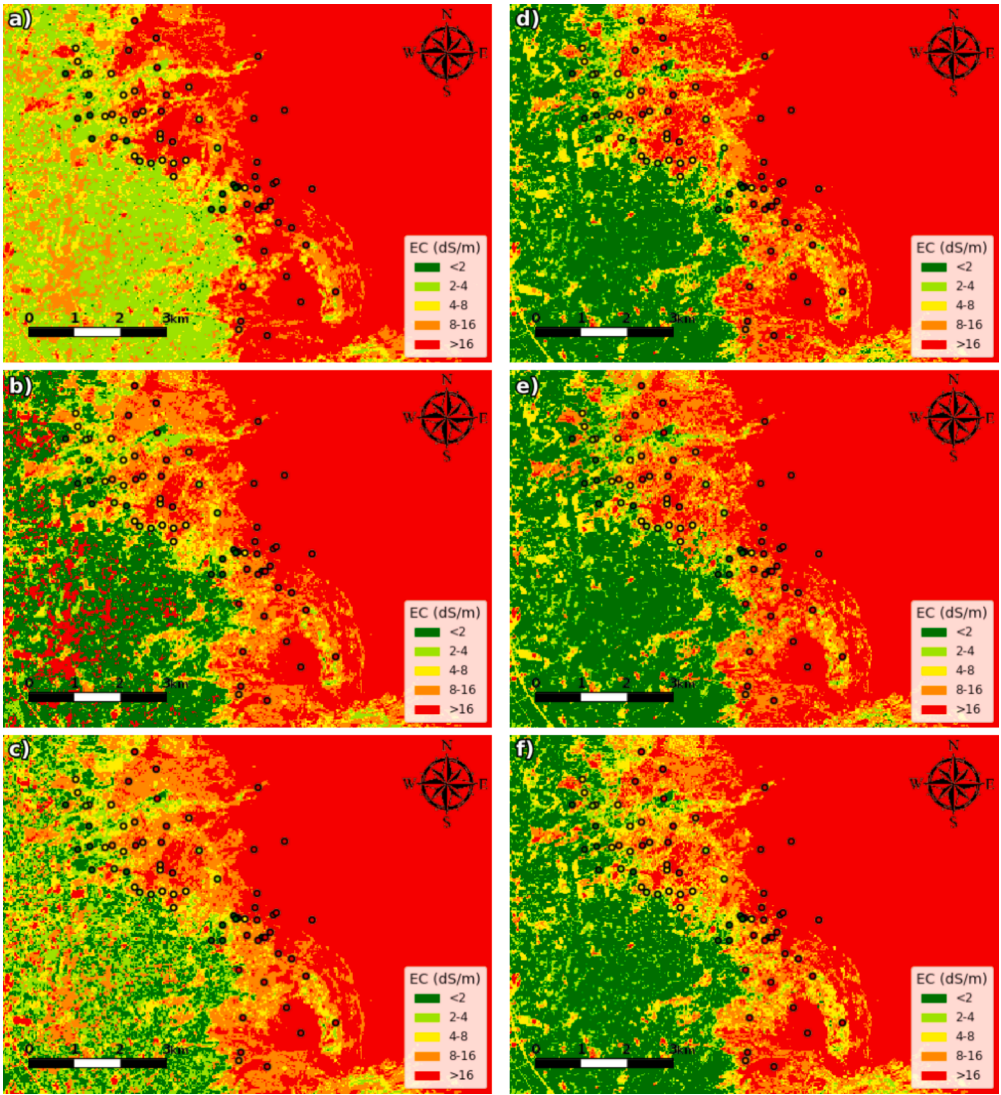 a)
N
W E
S
EC (dS/m)
<2
2-4
4-8
8-16
>16
0 1 2 3km
d)
N
W E
S
EC (dS/m)
<2
2-4
4-8
8-16
>16
0 1 2 3km
b)
N
W E
S
EC (dS/m)
<2
2-4
4-8
8-16
>16
0 1 2 3km
e)
N
W E
S
EC (dS/m)
<2
2-4
4-8
8-16
>16
0 1 2 3km
c)
N
W E
S
EC (dS/m)
<2
2-4
4-8
8-16
>16
0 1 2 3km
f)
N
W E
S
EC (dS/m)
<2
2-4
4-8
8-16
>16
0 1 2 3km